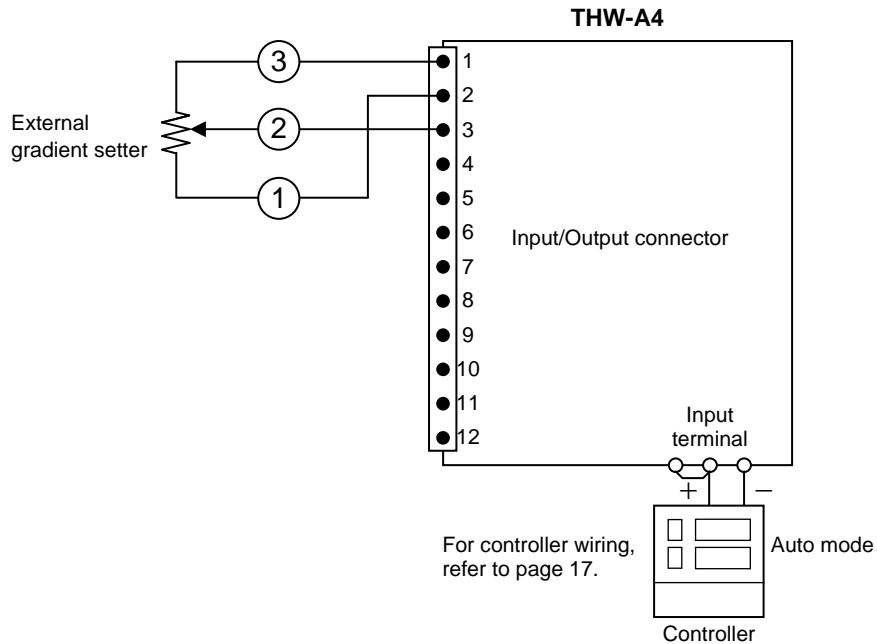 THW-A4
3
1
2
2
External
gradient setter
3
4
1
5
6
Input/Output connector
7
8
9
10
11
12
Input
terminal
+
−
For controller wiring,
refer to page 17.
Auto mode
Controller